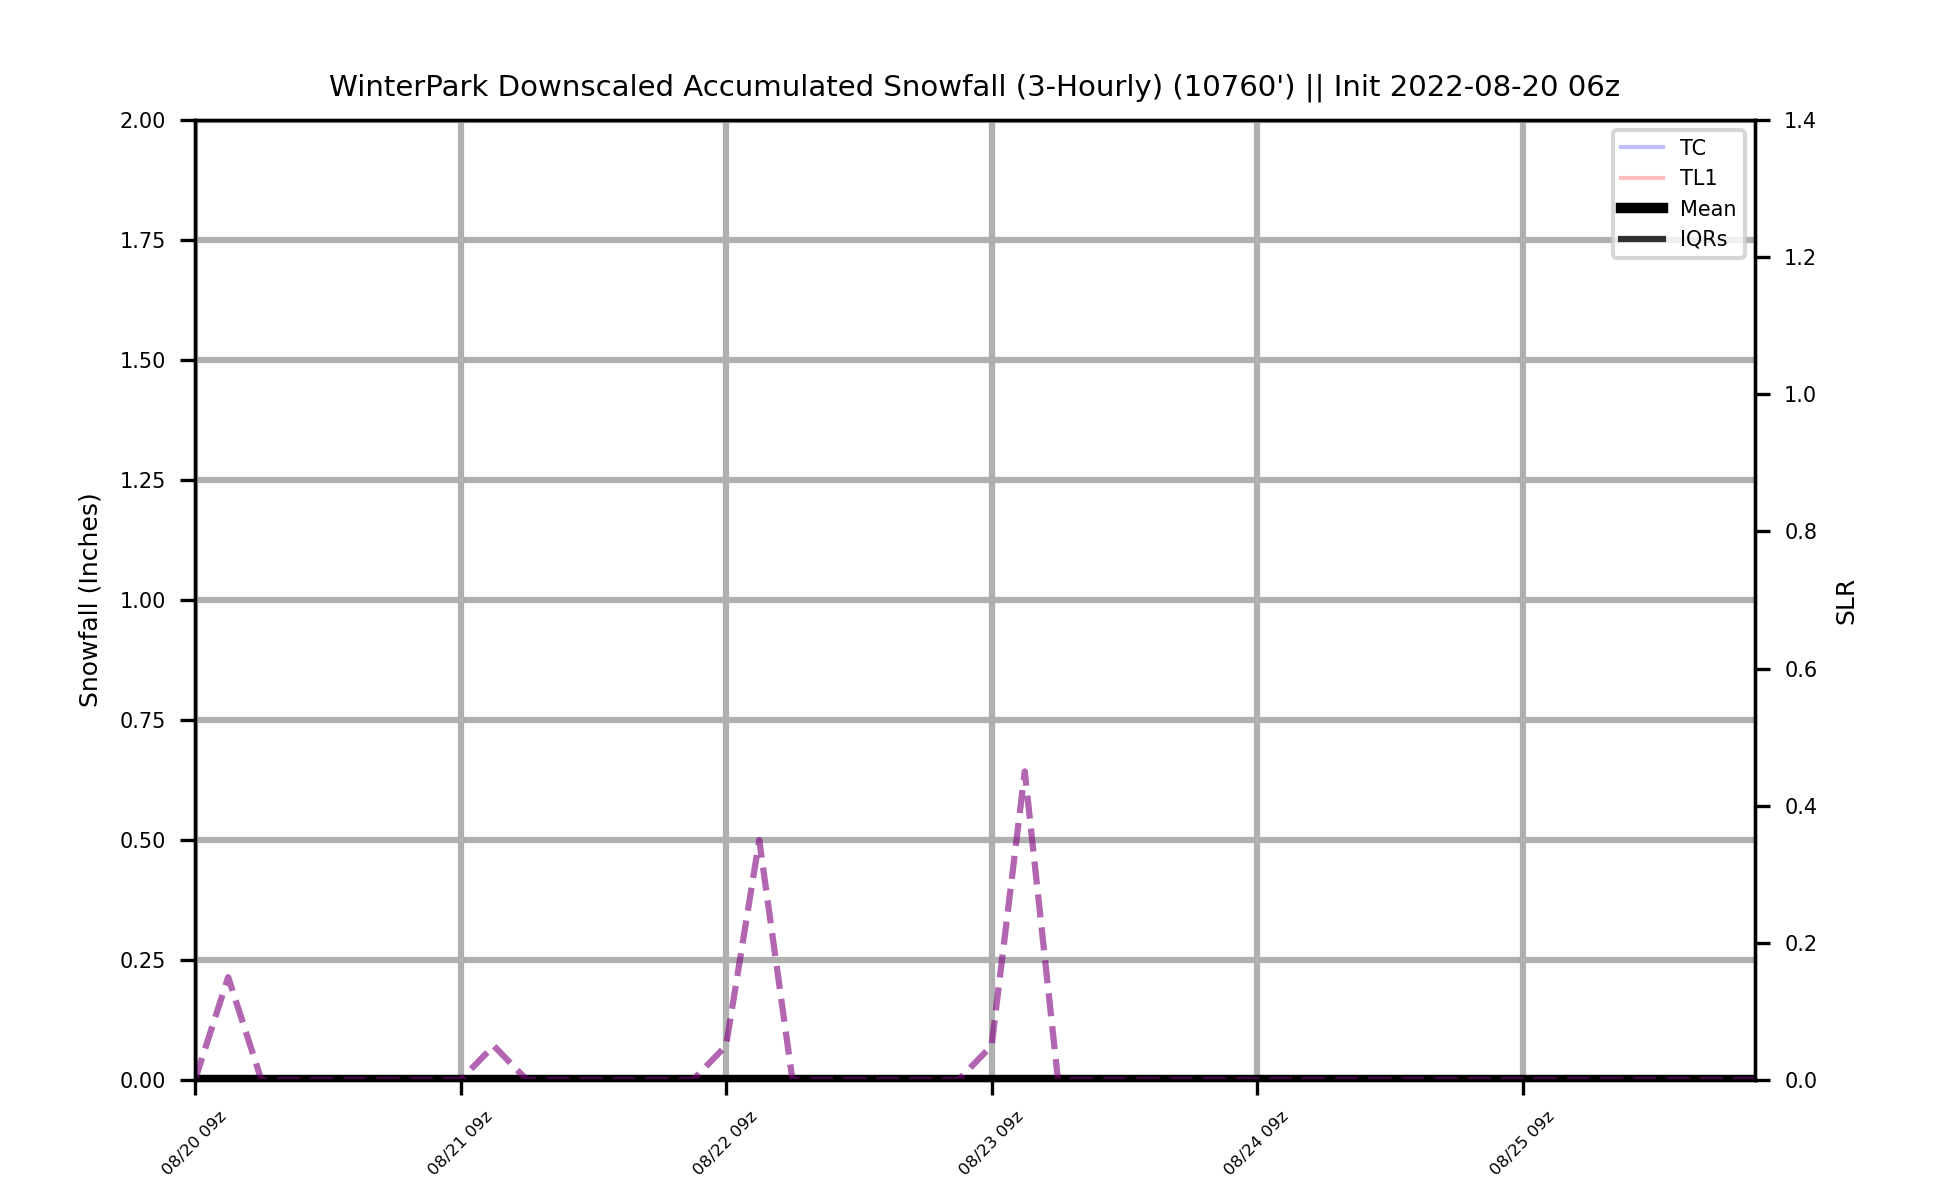 WinterPark Downscaled Accumulated Snowfall (3-Hourly) (10760') || Init 2022-08-20 06z
2.00
1.75
1.50
1.25
1.00
0.75
0.50
0.25
0.00
Snowfall (Inches)
1.4
1.2
1.0
0.8
0.6
0.4
0.2
0.0
SLR
TC
TL1
Mean
IQRs
08/20 09z
08/21 09z
08/22 09z
08/23 09z
08/24 09z
08/25 09z